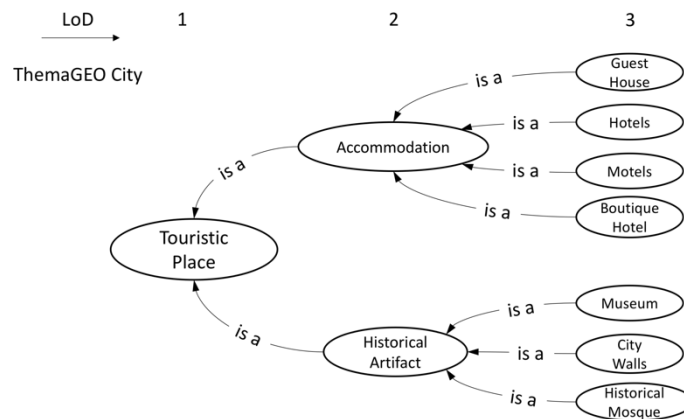 LoD 1 2 3
ThemaGEO City
Guest
House
is a
Hotels
is a
Accommodation
is a
Motels
is a
is a
Boutique
Hotel
Touristic
Place
is a
Museum
is a
Historical
Artifact
is a
City
Walls
is a
Historical
Mosque